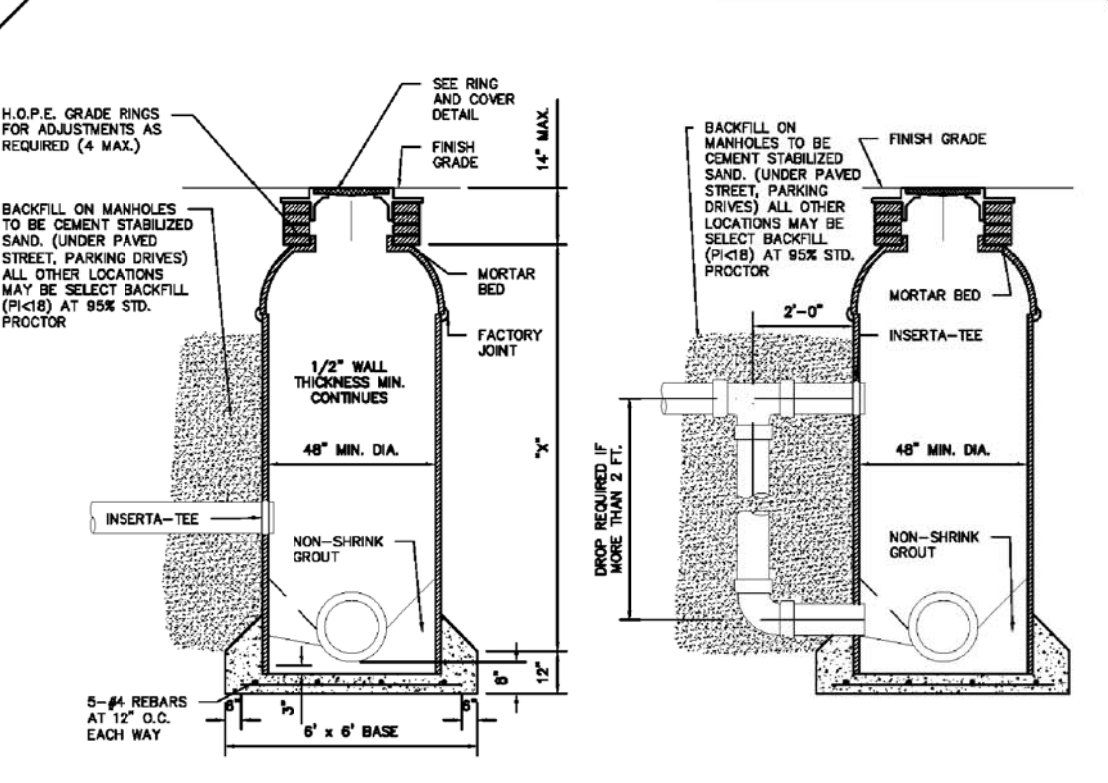 H.O.P.E. GRADE RINGS
FOR ADJUSTMENTS AS
REQUIRED (4 MAX.)
SEE RING
AND COVER
DETAIL
FINISH
GRADE
14" MAX.
BACKFILL ON MANHOLES
TO BE CEMENT STABILIZED
SAND. (UNDER PAVED
STREET, PARKING DRIVES)
ALL OTHER LOCATIONS
MAY BE SELECT BACKFILL
(PI<18) AT 95% STD.
PROCTOR
MORTAR
BED
FACTORY
JOINT
1/2" WALL
THICKNESS MIN.
CONTINUES
48" MIN. DIA.
"X"
INSERTA-TEE
NON-SHRINK
GROUT
5-#4 REBARS
AT 12" O.C.
EACH WAY
6"
3"
6"
8"
12"
6' x 6' BASE
BACKFILL ON
MANHOLES TO BE
CEMENT STABILIZED
SAND. (UNDER PAVED
STREET, PARKING
DRIVES) ALL OTHER
LOCATIONS MAY BE
SELECT BACKFILL
(PI<18) AT 95% STD.
PROCTOR
FINISH GRADE
MORTAR BED
2'-0"
INSERTA-TEE
48" MIN. DIA.
DROP REQUIRED IF
MORE THAN 2 FT.
NON-SHRINK
GROUT